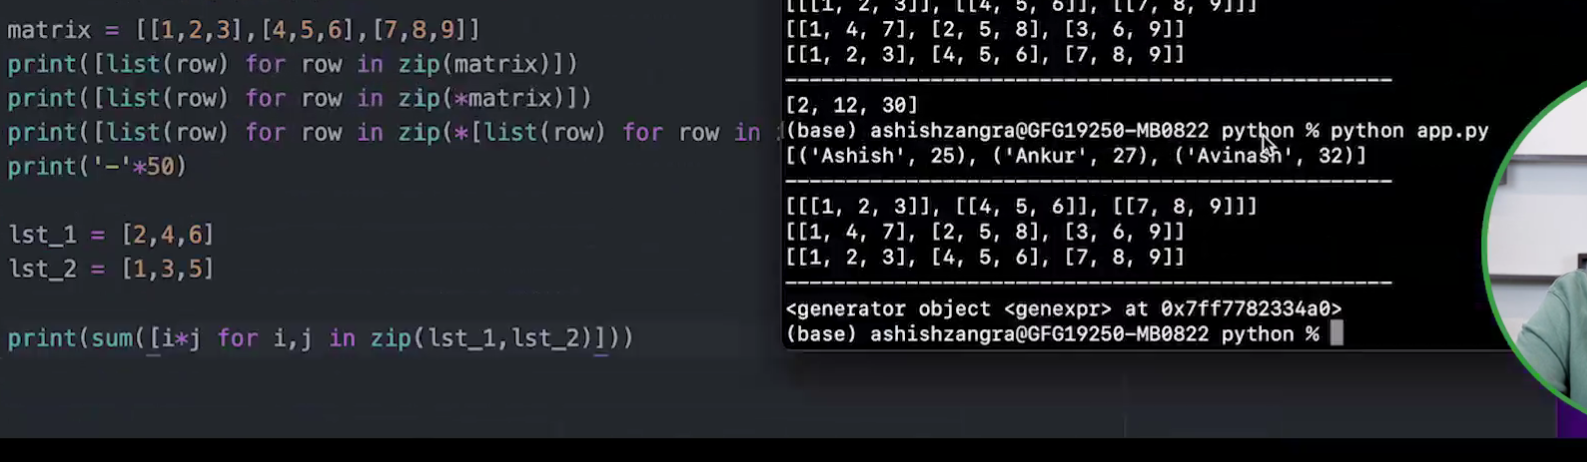 matrix = [[1,2,3],[4,5,6],[7,8,9]]
print([list(row) for row in zip(matrix)])
print([list(row) for row in zip(*matrix)])
print([list(row) for row in zip(*[list(row) for row in
print('-'*50)
lst_1 = [2,4,6]
lst_2 = [1,3,5]
print(sum([i*j for i,j in zip(lst_1,lst_2)]))
[[[1, 2, 3]], [[4, 5, 6]], [[7, 8, 9]]]
[[1, 4, 7], [2, 5, 8], [3, 6, 9]]
[[1, 2, 3], [4, 5, 6], [7, 8, 9]]
--------------------------------------------------
[2, 12, 30]
(base) ashishzangra@GFG19250-MB0822 python % python app.py
[('Ashish', 25), ('Ankur', 27), ('Avinash', 32)]
--------------------------------------------------
[[[1, 2, 3]], [[4, 5, 6]], [[7, 8, 9]]]
[[1, 4, 7], [2, 5, 8], [3, 6, 9]]
[[1, 2, 3], [4, 5, 6], [7, 8, 9]]
--------------------------------------------------
<generator object <genexpr> at 0x7ff7782334a0>
(base) ashishzangra@GFG19250-MB0822 python %